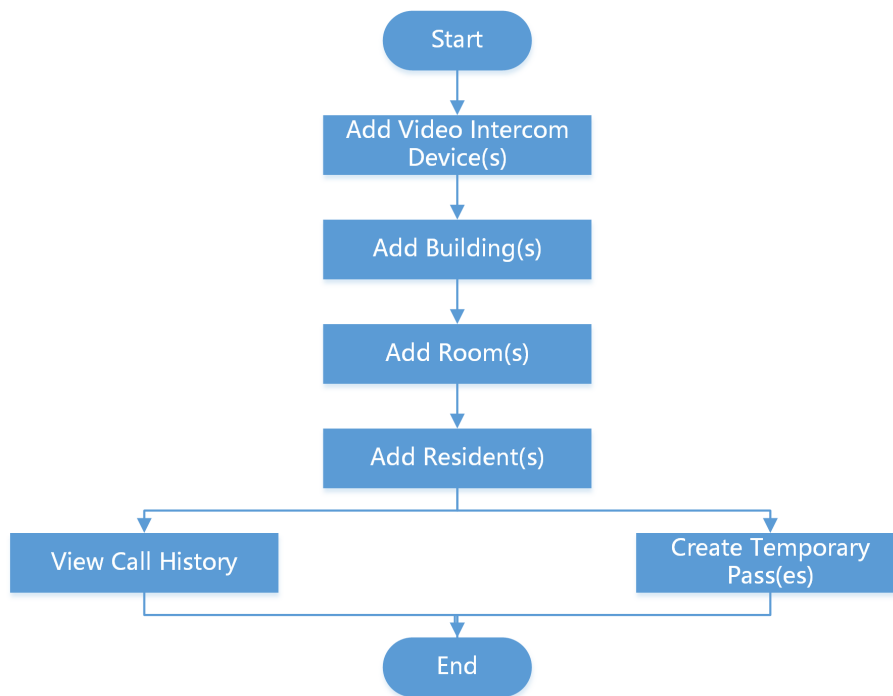 Start
Add Video Intercom
Device(s)
Add Building(s)
Add Room(s)
Add Resident(s)
View Call History
Create Temporary
Pass(es)
End